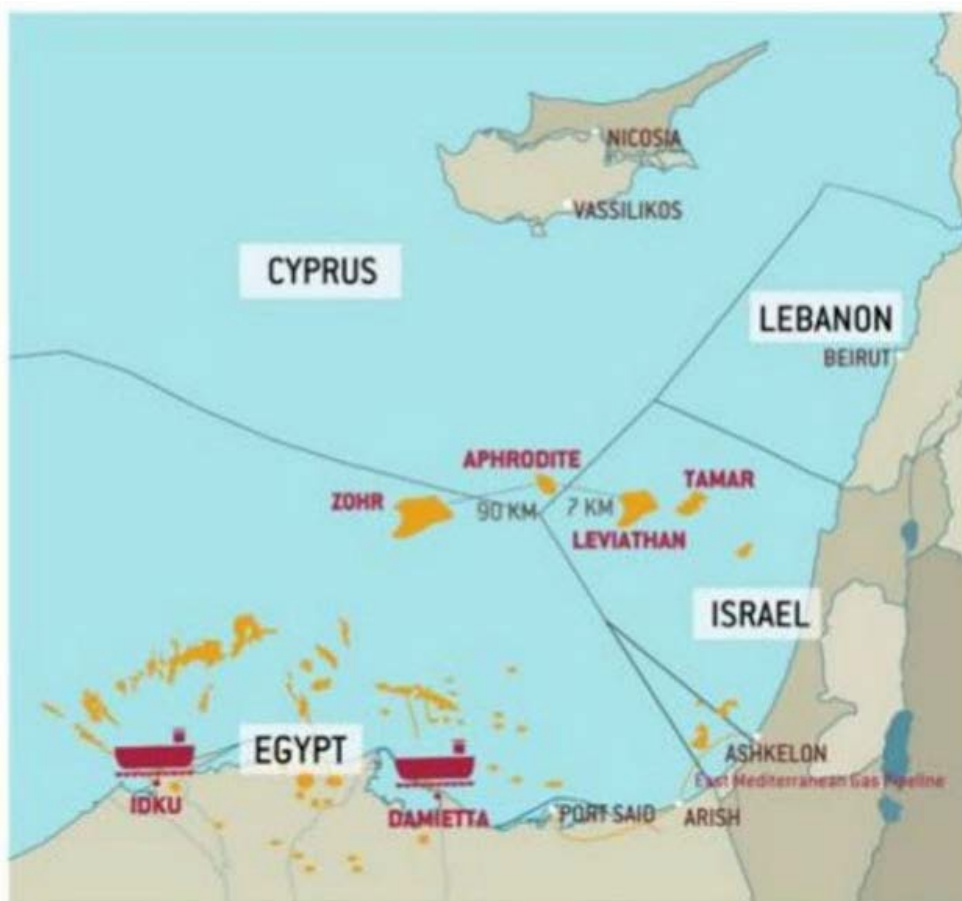 NICOSIA
VASSILIKOS
CYPRUS
LEBANON
BEIRUT
APHRODITE
TAMAR
ZOHR
90 KM
7 KM
LEVIATHAN
ISRAEL
EGYPT
ASHKELON
East Mediterranean Gas Pipeline
IDKU
DAMIETTA
PORT SAID
ARISH